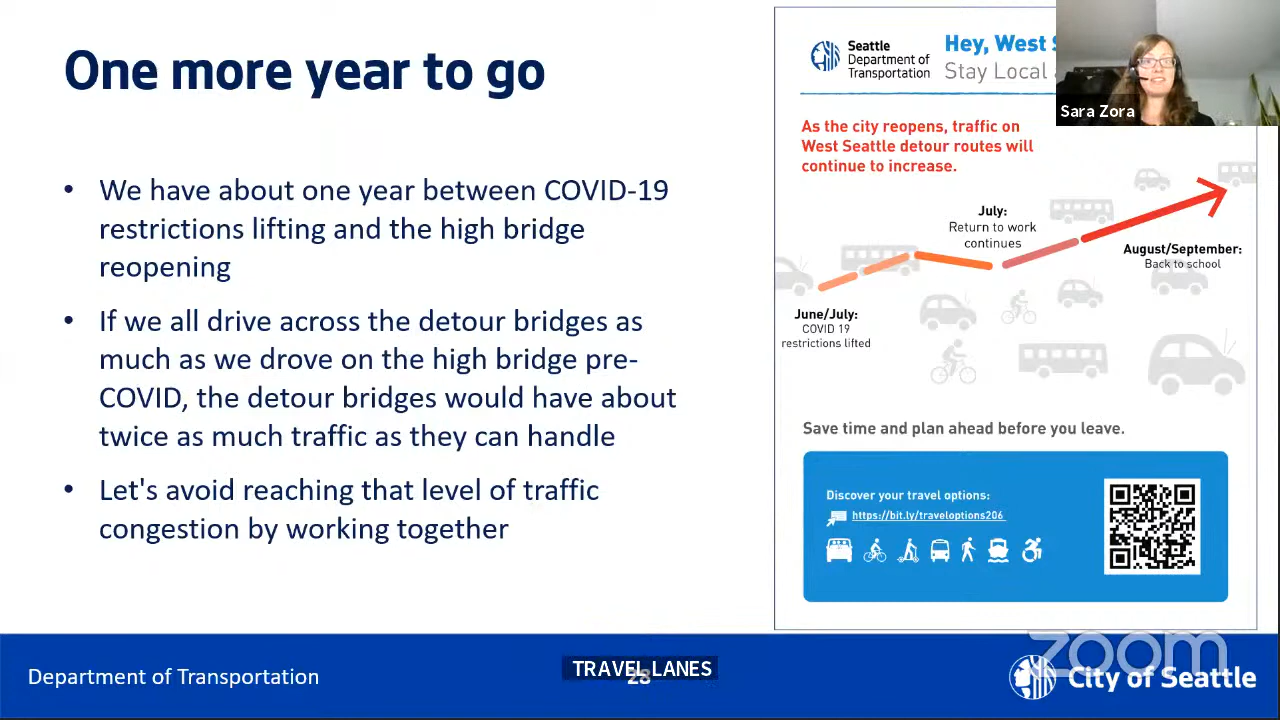 One more year to go
• We have about one year between COVID-19
restrictions lifting and the high bridge
reopening
• If we all drive across the detour bridges as
much as we drove on the high bridge pre-
COVID, the detour bridges would have about
twice as much traffic as they can handle
• Let's avoid reaching that level of traffic
congestion by working together
Seattle
Department of
Transportation
Hey, West
Stay Local
Sara Zora
As the city reopens, traffic on
West Seattle detour routes will
continue to increase.
July:
Return to work
continues
August/September:
Back to school
June/July:
COVID 19
restrictions lifted
Save time and plan ahead before you leave.
Discover your travel options:
https://bit.ly/traveloptions206
Department of Transportation
TRAVEL LANES
zoom
City of Seattle